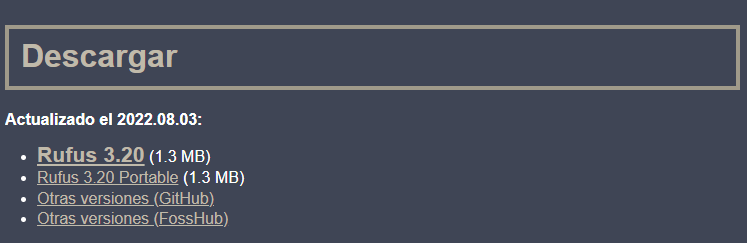 Descargar
Actualizado el 2022.08.03:
Rufus 3.20 (1.3 MB)
Rufus 3.20 Portable (1.3 MB)
Otras versiones (GitHub)
Otras versiones (FossHub)